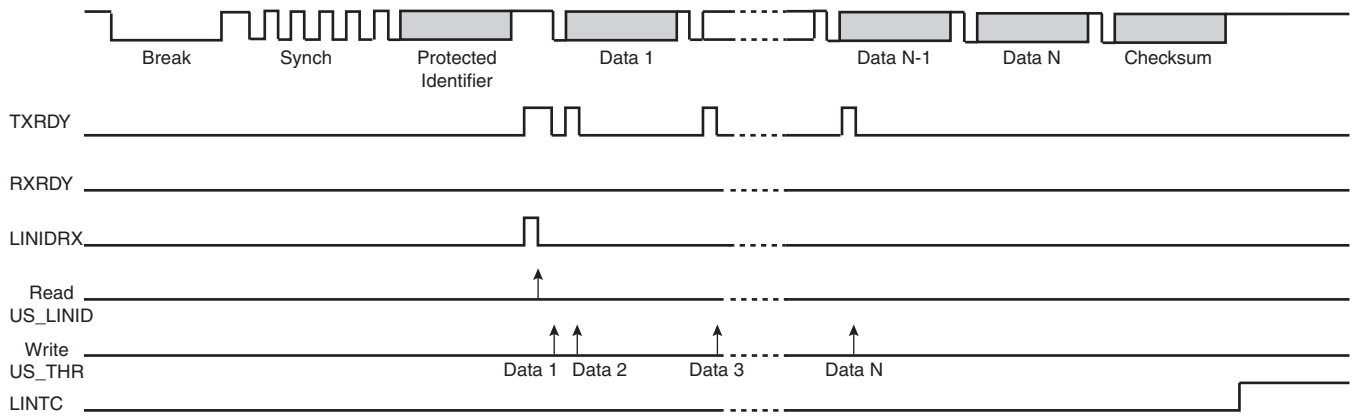 Break Synch Protected Identifier Data 1 Data N-1 Data N Checksum
TXRDY
RXRDY
LINIDRX
Read
US_LINID
Write
US_THR
Data 1 Data 2 Data 3 Data N
LINTC